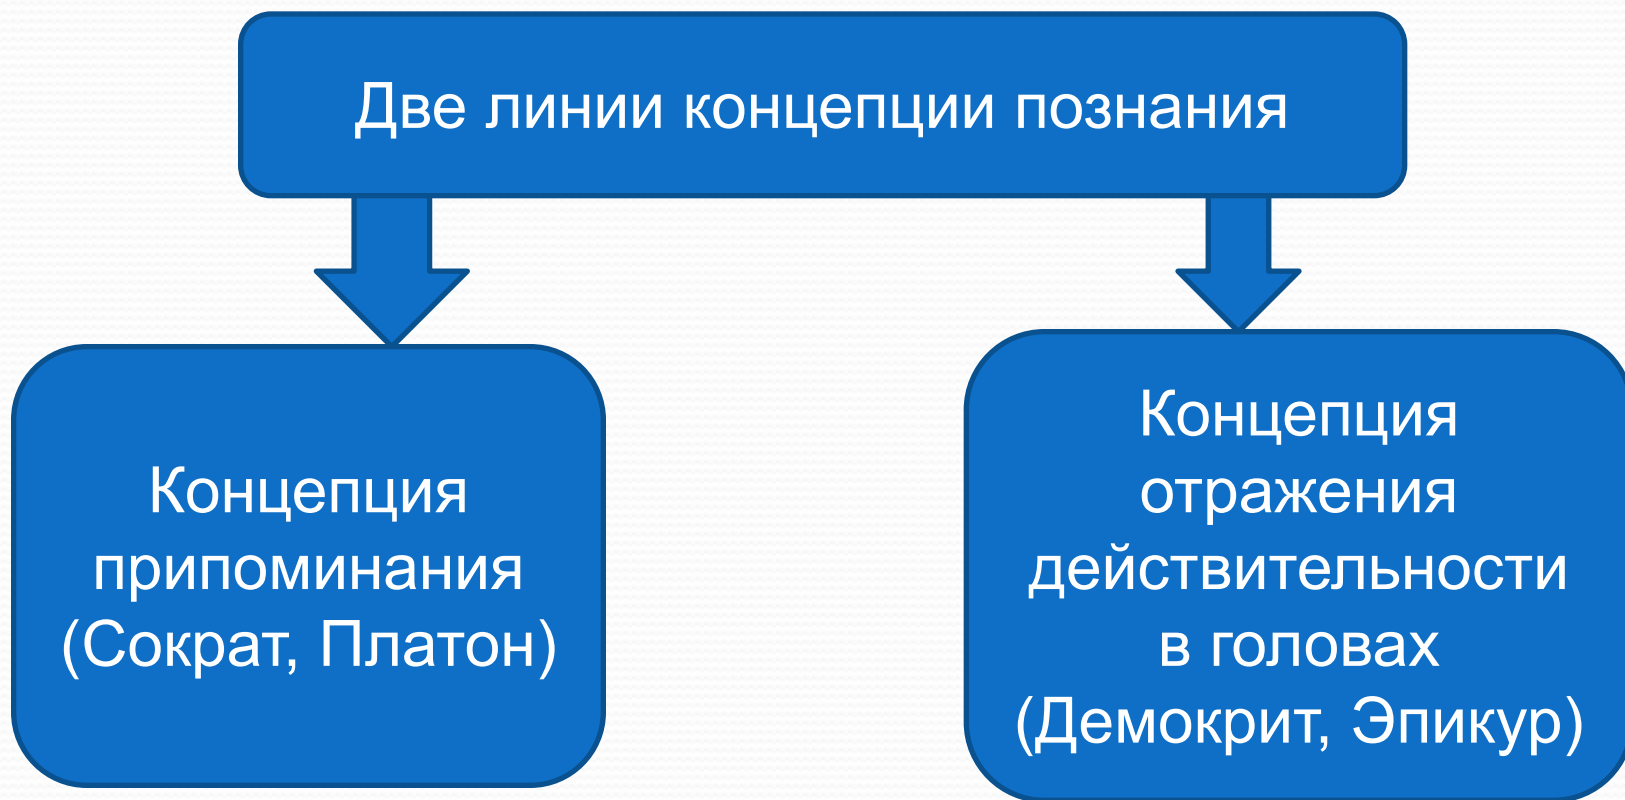 Две линии концепции познания
Концепция
припоминания
(Сократ, Платон)
Концепция
отражения
действительности
в головах
(Демокрит, Эпикур)